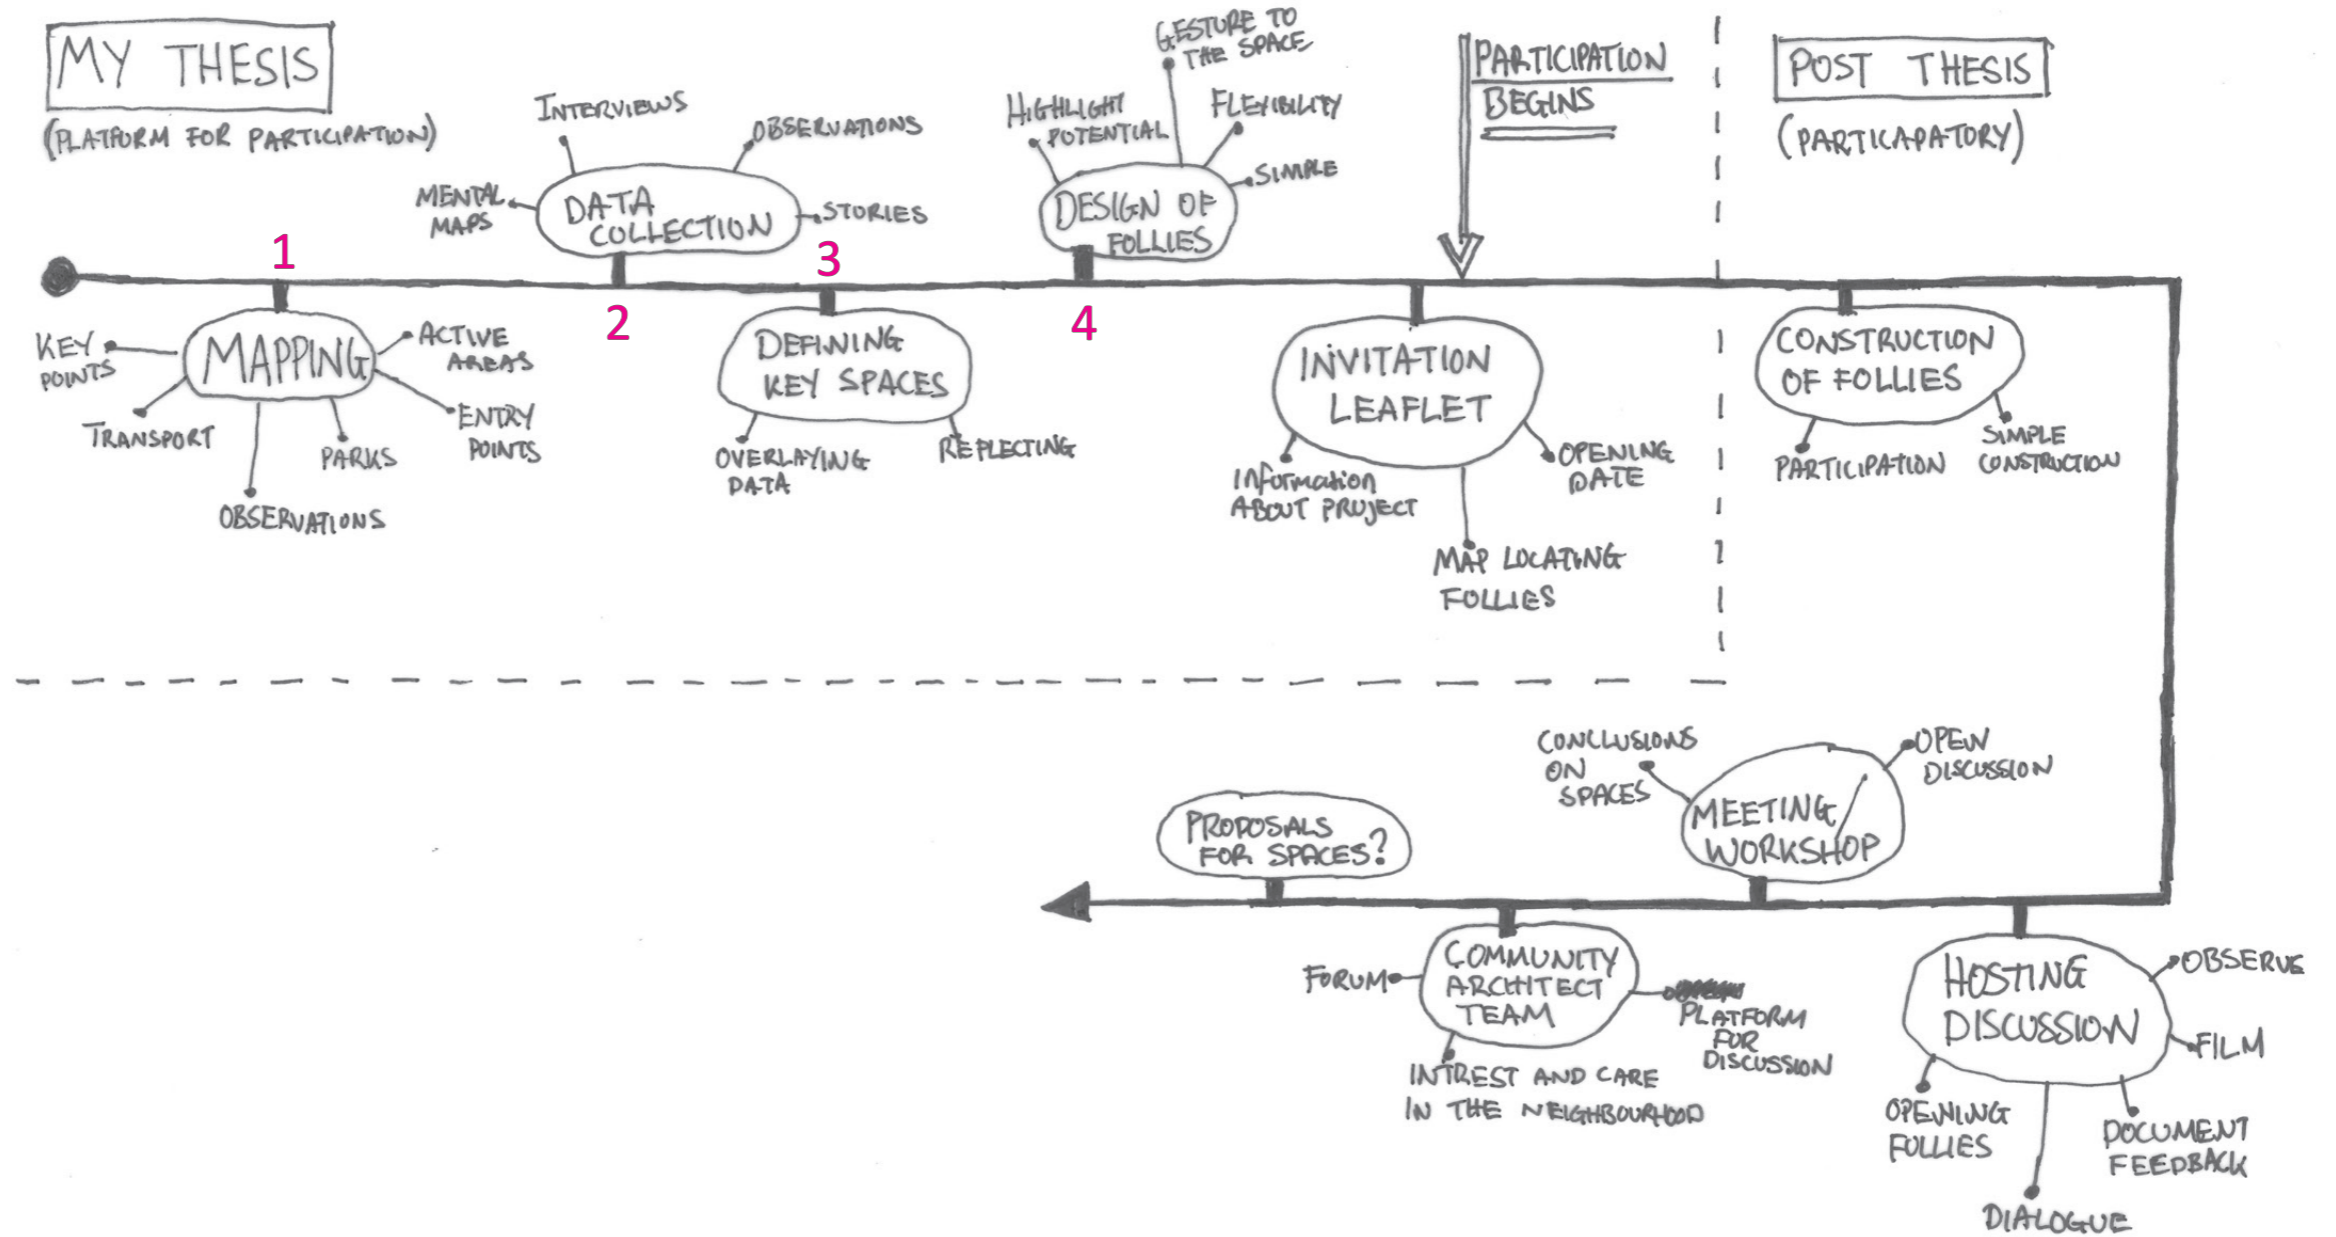 MY THESIS
(PLATFORM FOR PARTICIPATION)
1
MAPPING
KEY
POINTS
TRANSPORT
OBSERVATIONS
PARKS
ENTRY
POINTS
ACTIVE
AREAS
2
DATA
COLLECTION
MENTAL
MAPS
INTERVIEWS
OBSERVATIONS
STORIES
3
DEFINING
KEY SPACES
OVERLAYING
DATA
REFLECTING
4
DESIGN OF
FOLLIES
HIGHLIGHT
POTENTIAL
GESTURE TO
THE SPACE
FLEXIBILITY
SIMPLE
PARTICIPATION
BEGINS
INVITATION
LEAFLET
INFORMATION
ABOUT PROJECT
MAP LOCATING
FOLLIES
OPENING
DATE
POST THESIS
(PARTICAPATORY)
CONSTRUCTION
OF FOLLIES
PARTICIPATION
SIMPLE
CONSTRUCTION
HOSTING
DISCUSSION
OBSERVE
FILM
DOCUMENT
FEEDBACK
DIALOGUE
OPENING
FOLLIES
MEETING /
WORKSHOP
OPEN
DISCUSSION
CONCLUSIONS
ON
SPACES
COMMUNITY
ARCHITECT
TEAM
PLATFORM
FOR
DISCUSSION
INTREST AND CARE
IN THE NEIGHBOURHOOD
FORUM
PROPOSALS
FOR SPACES?